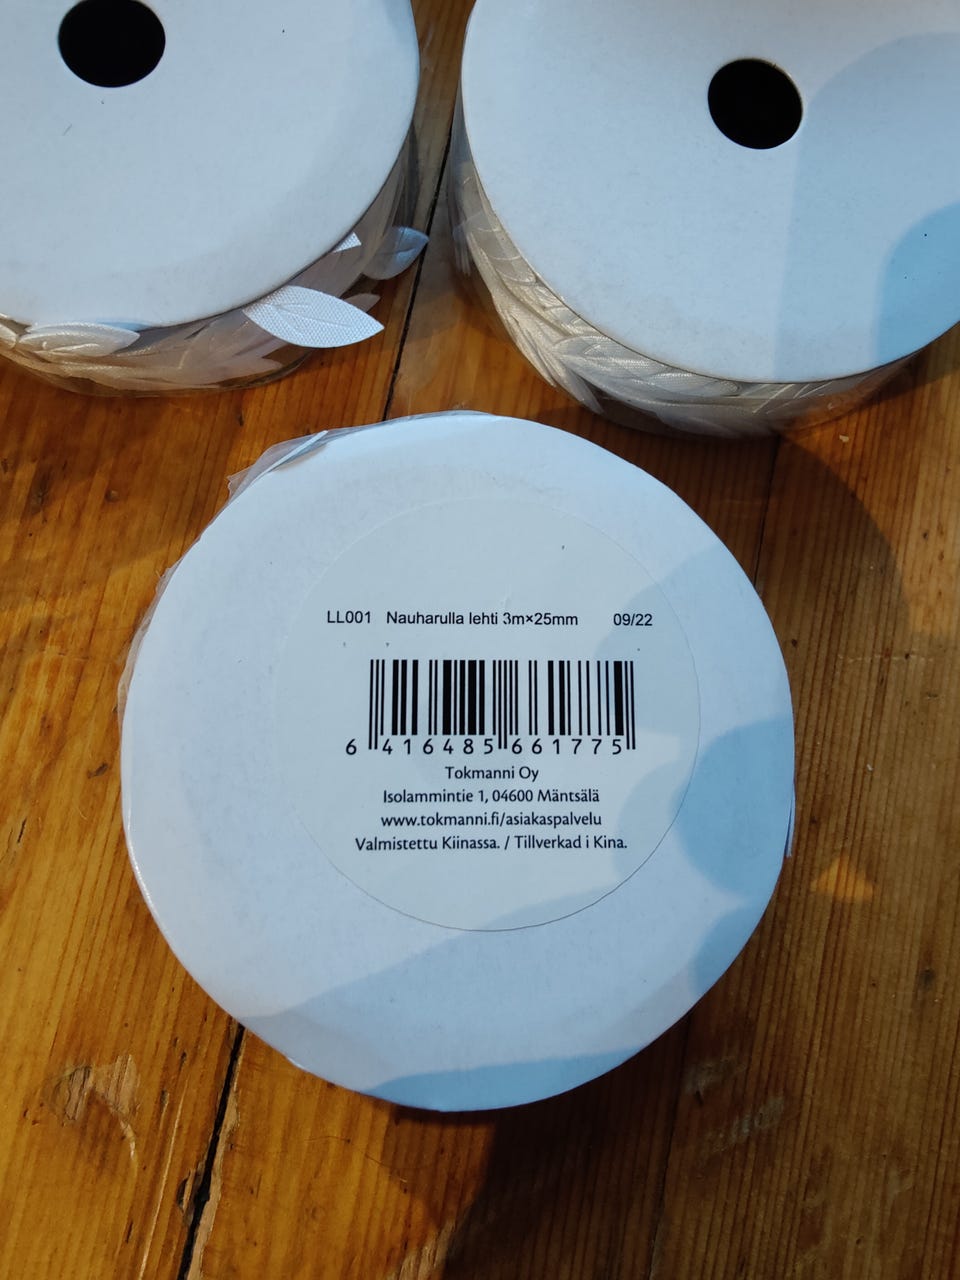 LL001 Nauharulla lehti 3m×25mm 09/22
6 416485 661775
Tokmanni Oy
Isolammintie 1, 04600 Mäntsälä
www.tokmanni.fi/asiakaspalvelu
Valmistettu Kiinassa. / Tillverkad i Kina.